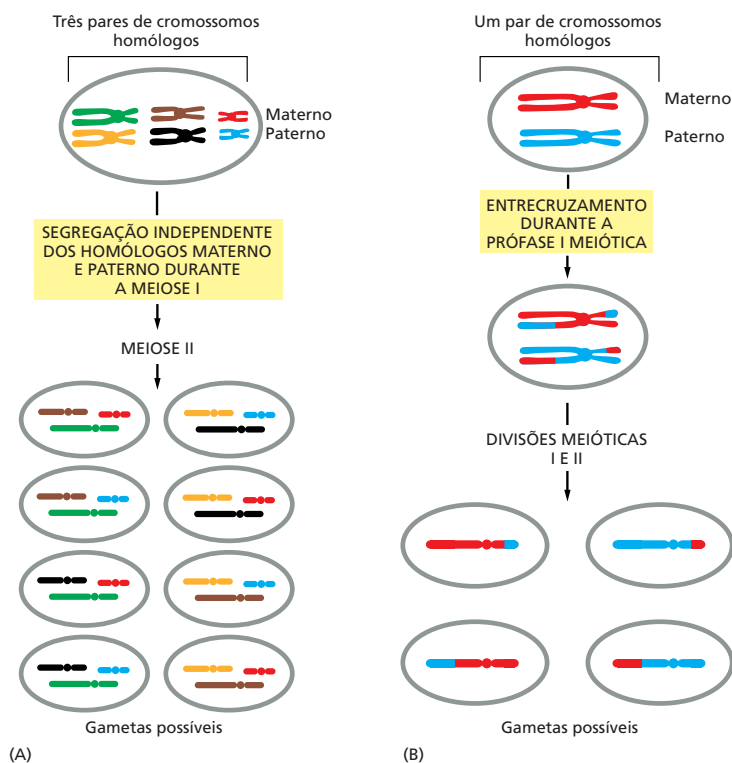 Três pares de cromossomos
homólogos
Materno
Paterno
SEGREGAÇÃO INDEPENDENTE
DOS HOMÓLOGOS MATERNO
E PATERNO DURANTE
A MEIOSE I
MEIOSE II
Gametas possíveis
(A)
Um par de cromossomos
homólogos
Materno
Paterno
ENTRECRUZAMENTO
DURANTE A
PRÓFASE I MEIÓTICA
DIVISÕES MEIÓTICAS
I E II
Gametas possíveis
(B)